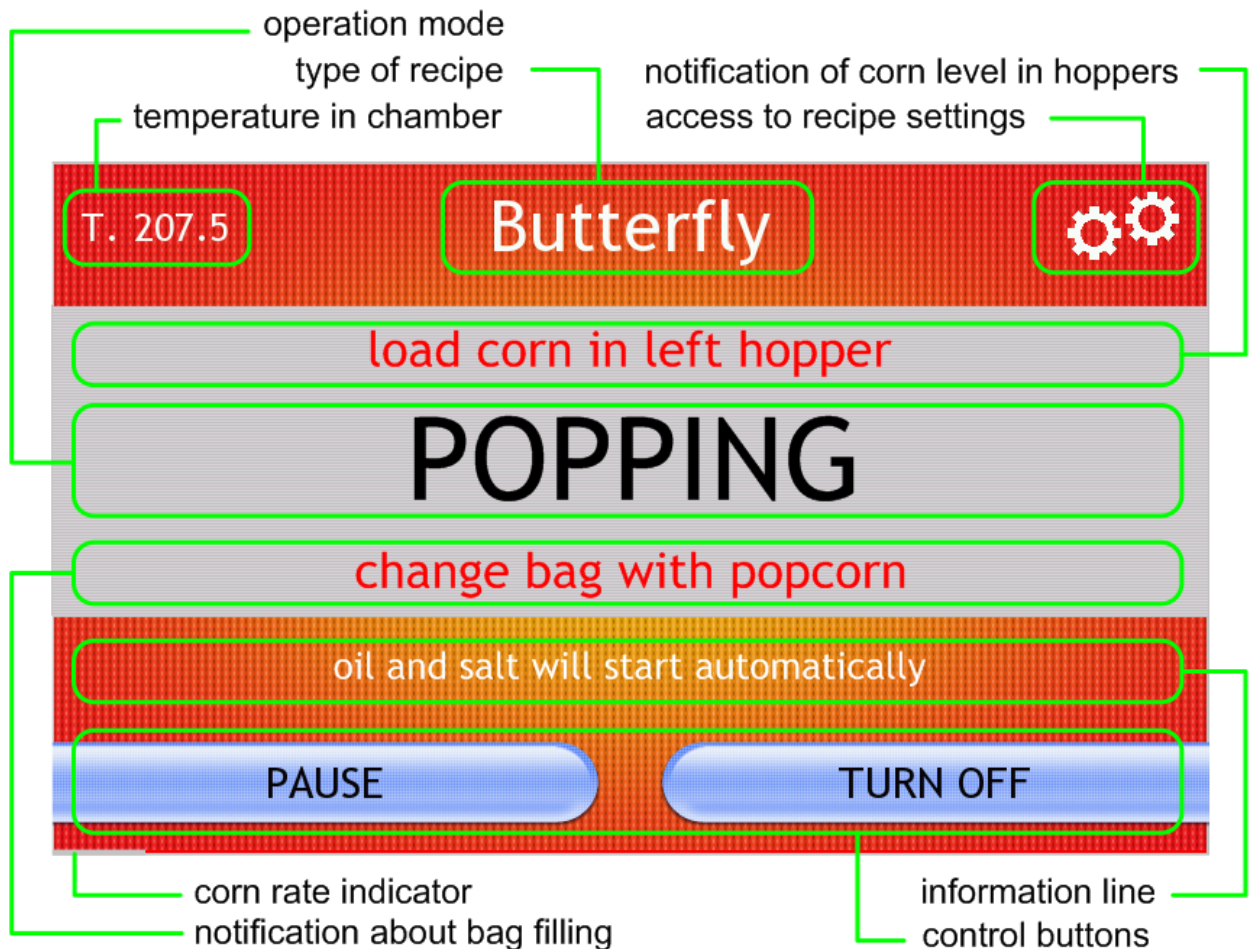 operation mode
type of recipe
notification of corn level in hoppers
temperature in chamber
access to recipe settings
T. 207.5
Butterfly
load corn in left hopper
POPPING
change bag with popcorn
oil and salt will start automatically
PAUSE
TURN OFF
corn rate indicator
information line
notification about bag filling
control buttons